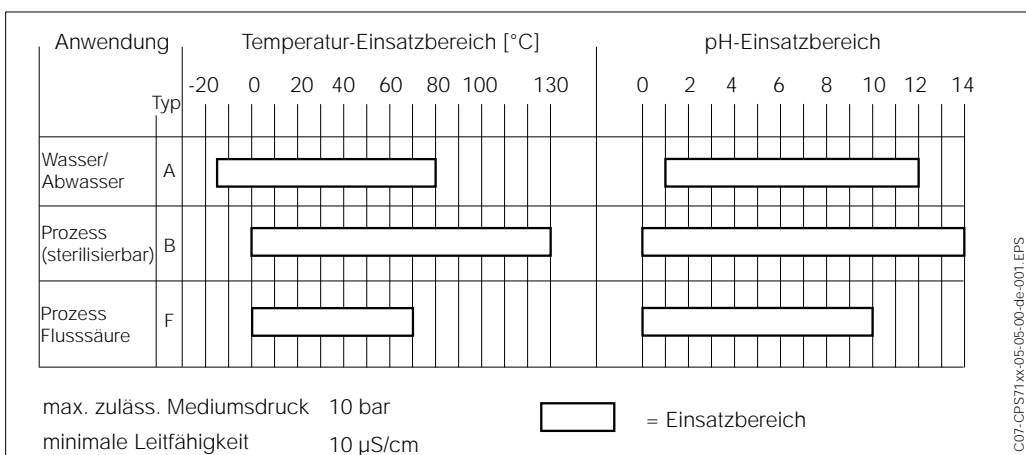 Anwendung Temperatur-Einsatzbereich [°C] pH-Einsatzbereich
Typ -20 0 20 40 60 80 100 130 0 2 4 6 8 10 12 14
Wasser/
Abwasser A
Prozess
(sterilisierbar) B
Prozess
Flusssäure F
max. zuläss. Mediumsdruck 10 bar
= Einsatzbereich
minimale Leitfähigkeit 10 µS/cm
C07-CPS71xx-05-05-00-de-001.EPS